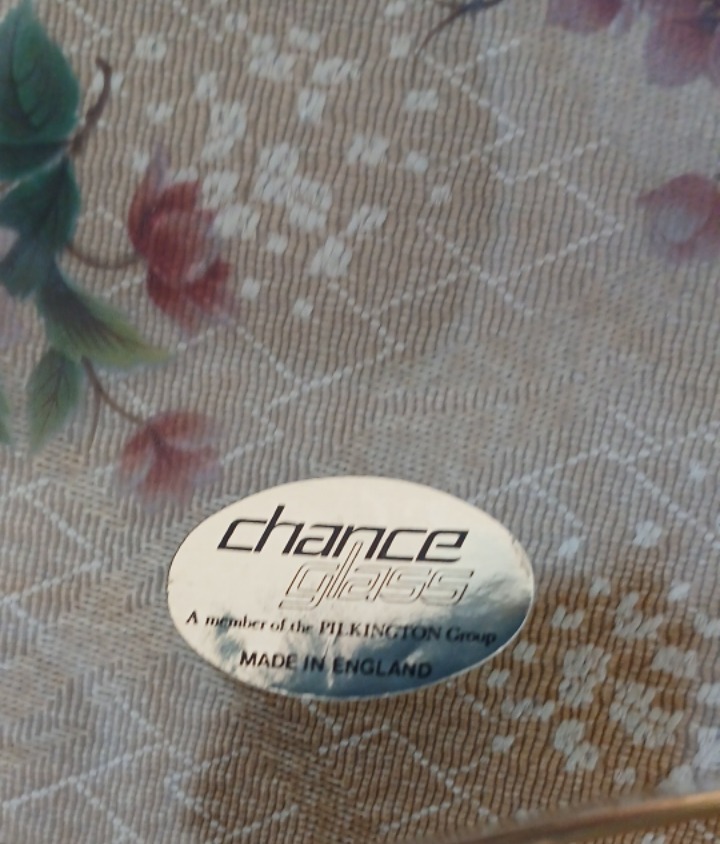 chance
glass
A member of the PILKINGTON Group
MADE IN ENGLAND